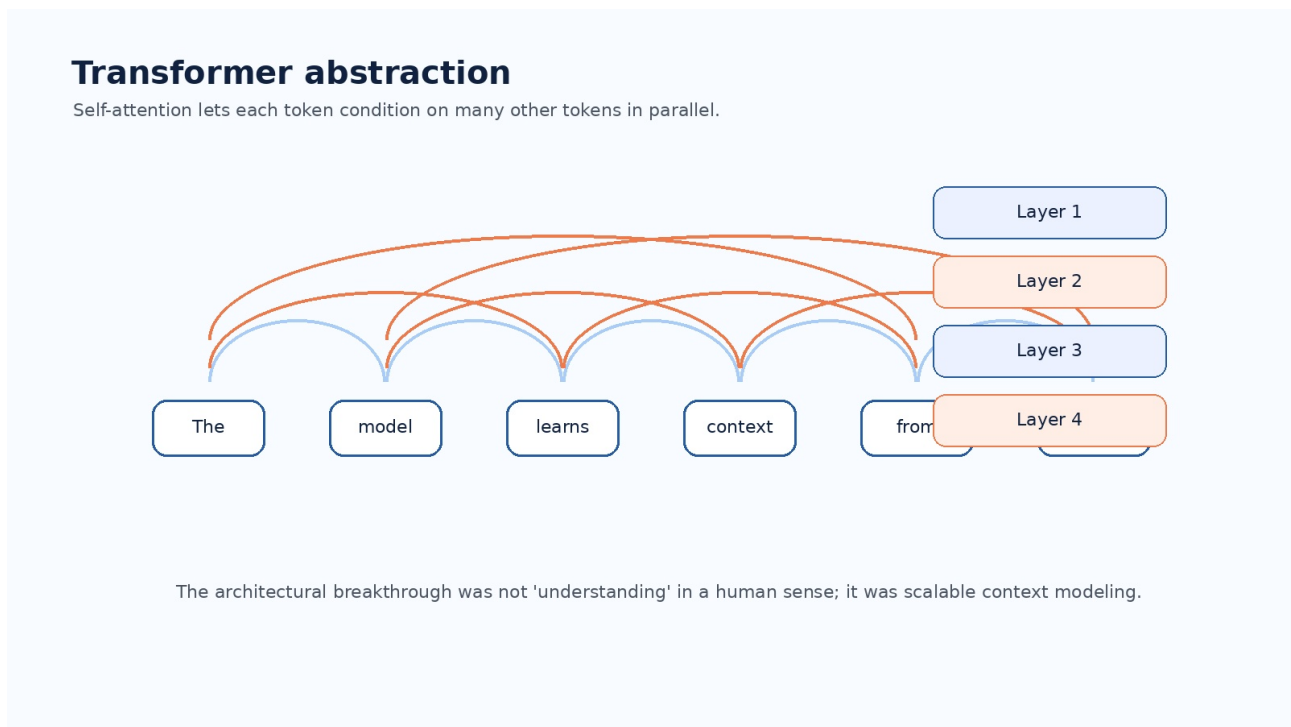 Transformer abstraction
Self-attention lets each token condition on many other tokens in parallel.
Layer 1
Layer 2
Layer 3
Layer 4
The model learns context from
The architectural breakthrough was not 'understanding' in a human sense; it was scalable context modeling.